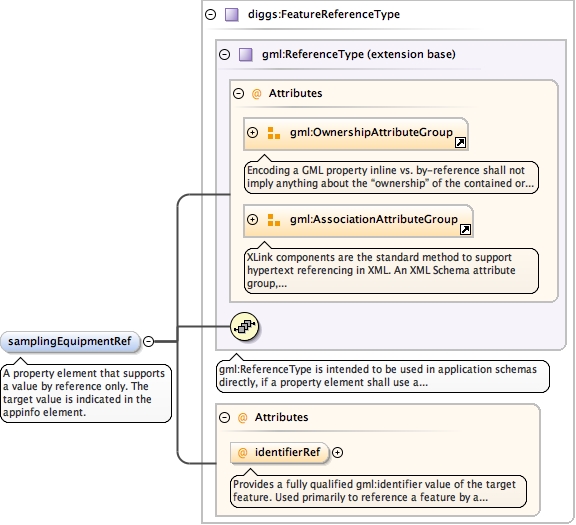 diggs:FeatureReferenceType
gml:ReferenceType (extension base)
@ Attributes
gml:OwnershipAttributeGroup
Encoding a GML property inline vs. by-reference shall not
imply anything about the “ownership” of the contained or...
gml:AssociationAttributeGroup
XLink components are the standard method to support
hypertext referencing in XML. An XML Schema attribute
group,...
samplingEquipmentRef
A property element that supports
a value by reference only. The
target value is indicated in the
appinfo element.
gml:ReferenceType is intended to be used in application schemas
directly, if a property element shall use a...
@ Attributes
@ identifierRef
Provides a fully qualified gml:identifier value of the target
feature. Used primarily to reference a feature by a...